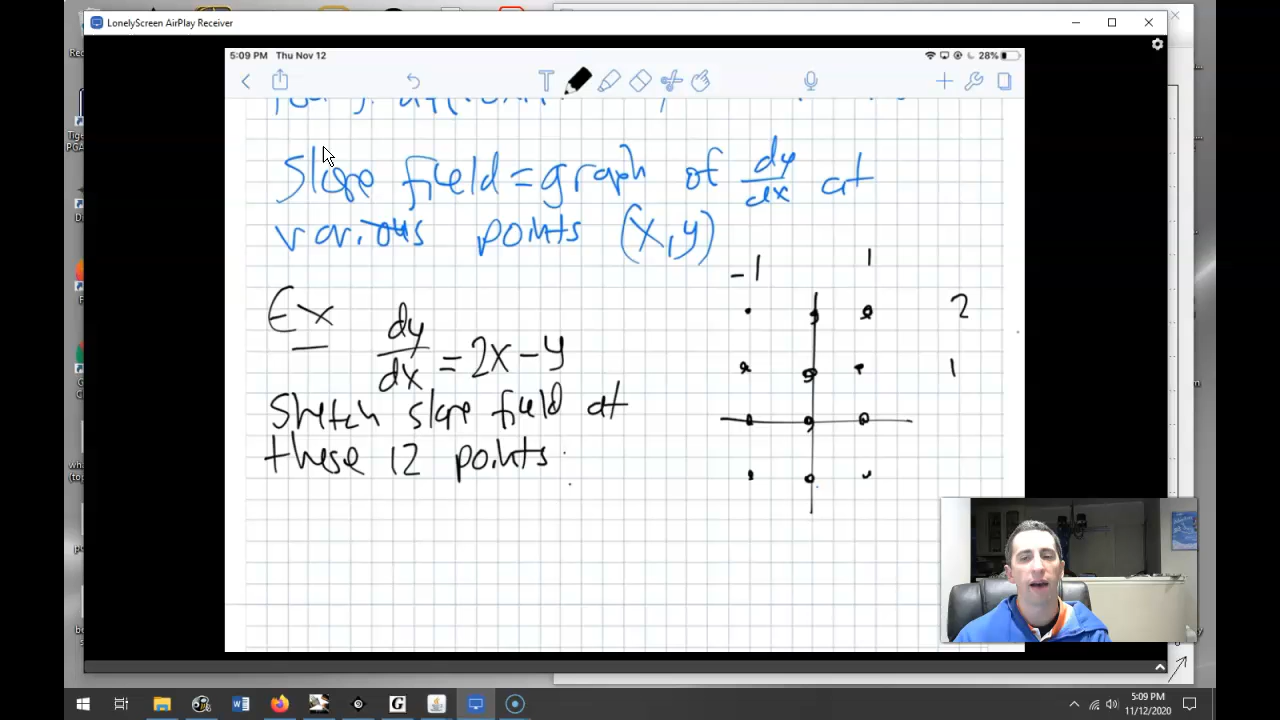 LonelyScreen AirPlay Receiver
5:09 PM Thu Nov 12
28%
Slope field = graph of dy/dx at
various points (x,y)
-1 1
Ex dy/dx = 2x - y
2
1
Sketch slope field at
these 12 points
5:09 PM
11/12/2020